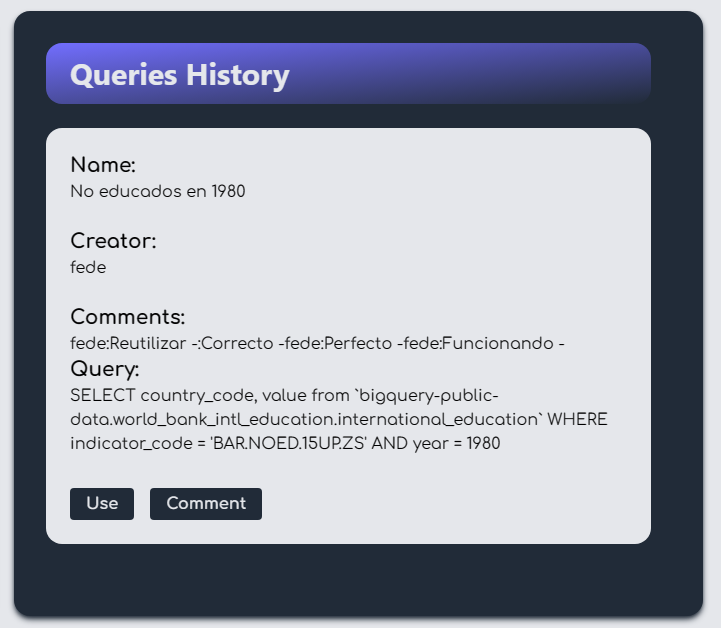 Queries History
Name:
No educados en 1980
Creator:
fede
Comments:
fede:Reutilizar -:Correcto -fede:Perfecto -fede:Funcionando -
Query:
SELECT country_code, value from `bigquery-public-
data.world_bank_intl_education.international_education` WHERE
indicator_code = 'BAR.NOED.15UP.ZS' AND year = 1980
Use
Comment